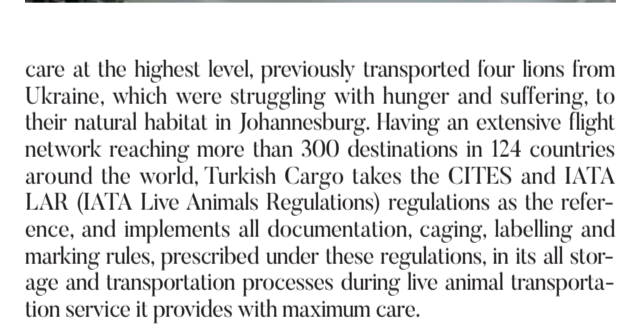 care at the highest level, previously transported four lions from
Ukraine, which were struggling with hunger and suffering, to
their natural habitat in Johannesburg. Having an extensive flight
network reaching more than 300 destinations in 124 countries
around the world, Turkish Cargo takes the CITES and IATA
LAR (IATA Live Animals Regulations) regulations as the refer-
ence, and implements all documentation, caging, labelling and
marking rules, prescribed under these regulations, in its all stor-
age and transportation processes during live animal transporta-
tion service it provides with maximum care.